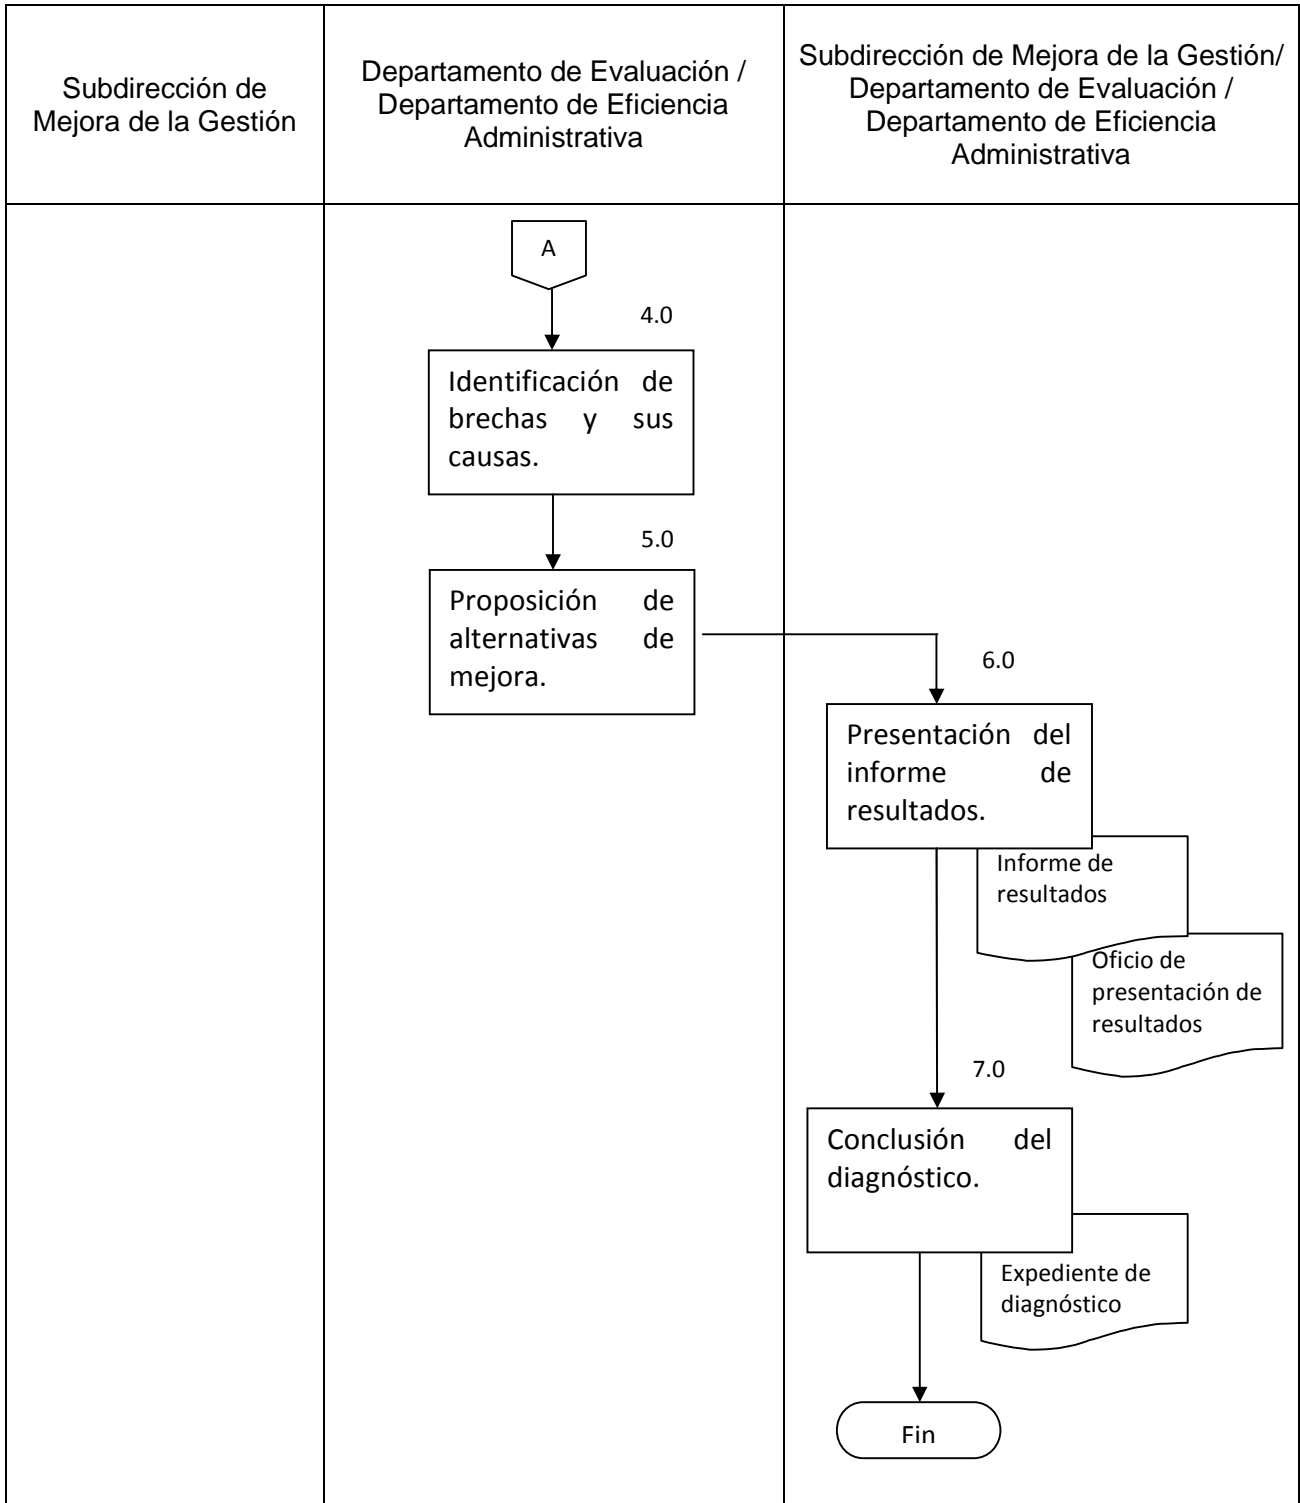 Subdirección de
Mejora de la Gestión
Departamento de Evaluación /
Departamento de Eficiencia
Administrativa
Subdirección de Mejora de la Gestión/
Departamento de Evaluación /
Departamento de Eficiencia
Administrativa
A
4.0
Identificación de
brechas y sus
causas.
5.0
Proposición de
alternativas de
mejora.
6.0
Presentación del
informe de
resultados.
Informe de
resultados
Oficio de
presentación de
resultados
7.0
Conclusión del
diagnóstico.
Expediente de
diagnóstico
Fin